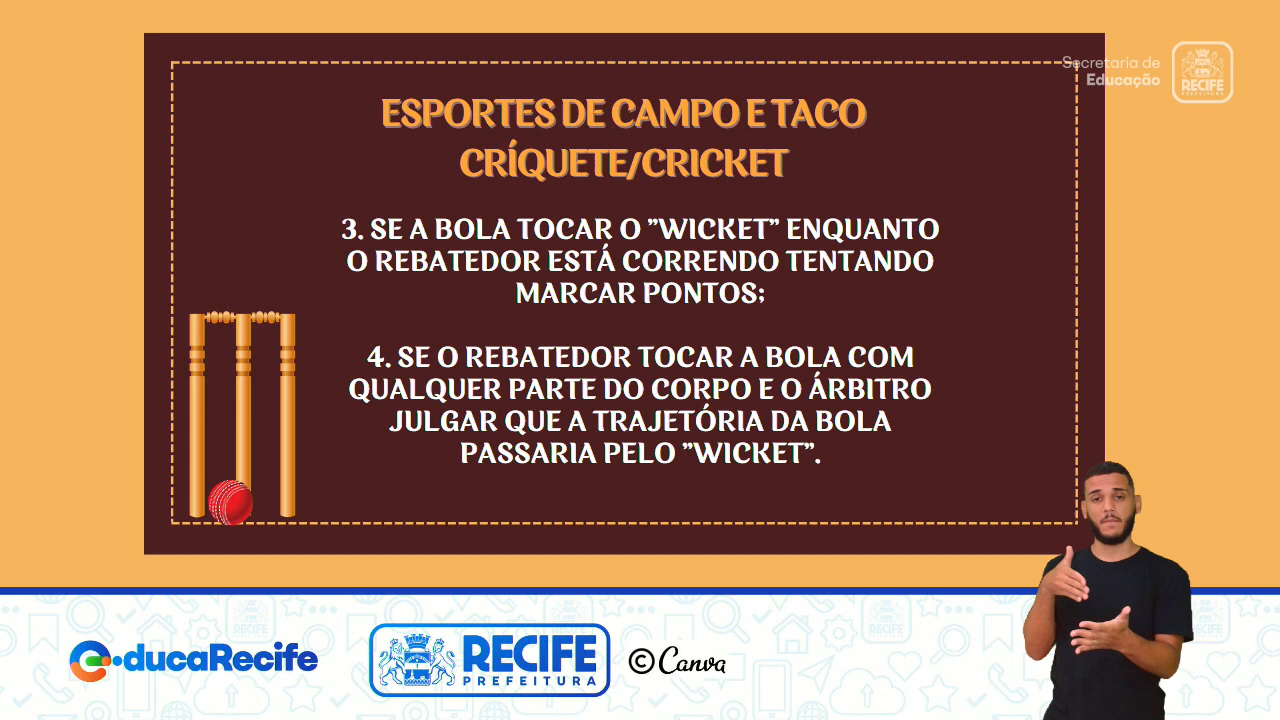 Secretaria de
Educação
RECIFE
PREFEITURA
ESPORTES DE CAMPO E TACO
CRÍQUETE/CRICKET
3. SE A BOLA TOCAR O "WICKET" ENQUANTO
O REBATEDOR ESTÁ CORRENDO TENTANDO
MARCAR PONTOS;
4. SE O REBATEDOR TOCAR A BOLA COM
QUALQUER PARTE DO CORPO E O ÁRBITRO
JULGAR QUE A TRAJETÓRIA DA BOLA
PASSARIA PELO "WICKET".
educaRecife
RECIFE
PREFEITURA
© Canva